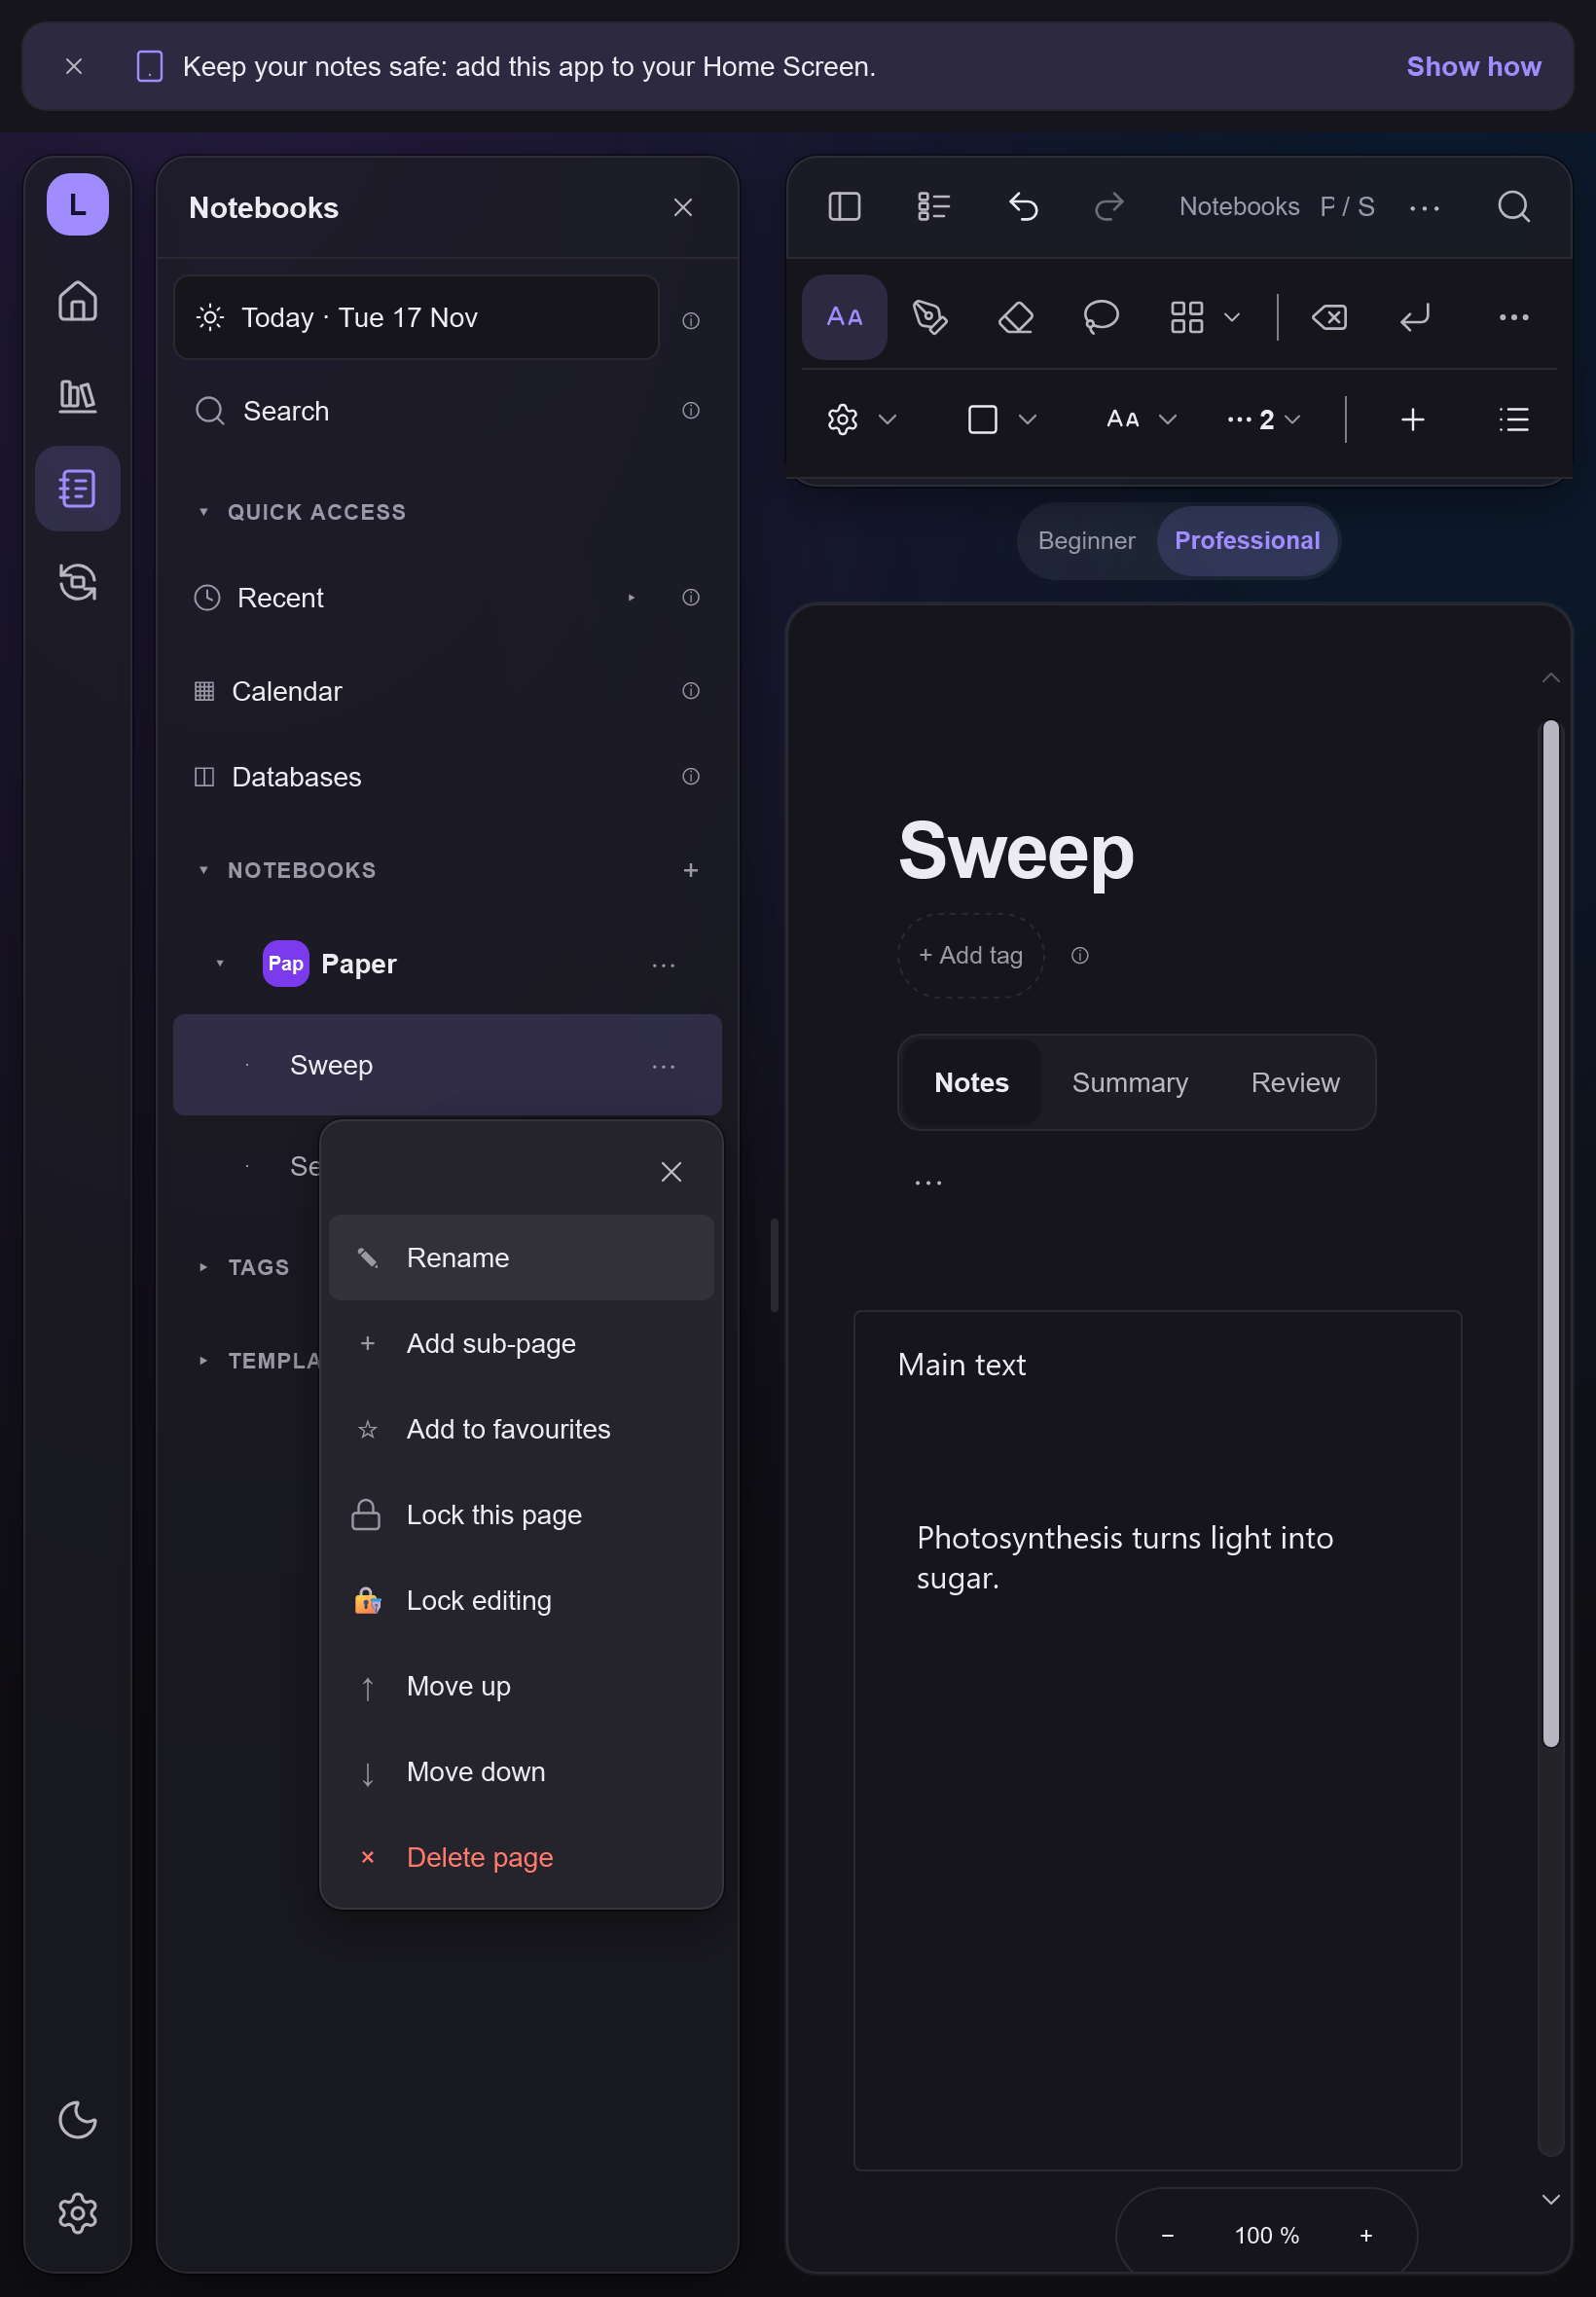 Keep your notes safe: add this app to your Home Screen.
Show how
L
Notebooks
Today · Tue 17 Nov
Search
QUICK ACCESS
Recent
Calendar
Databases
NOTEBOOKS
Pap Paper
Sweep
Se
Rename
Add sub-page
Add to favourites
Lock this page
Lock editing
Move up
Move down
Delete page
TAGS
TEMPLA
Notebooks P / S
AA
AA
2
Beginner Professional
Sweep
+ Add tag
Notes Summary Review
Main text
Photosynthesis turns light into
sugar.
− 100 % +